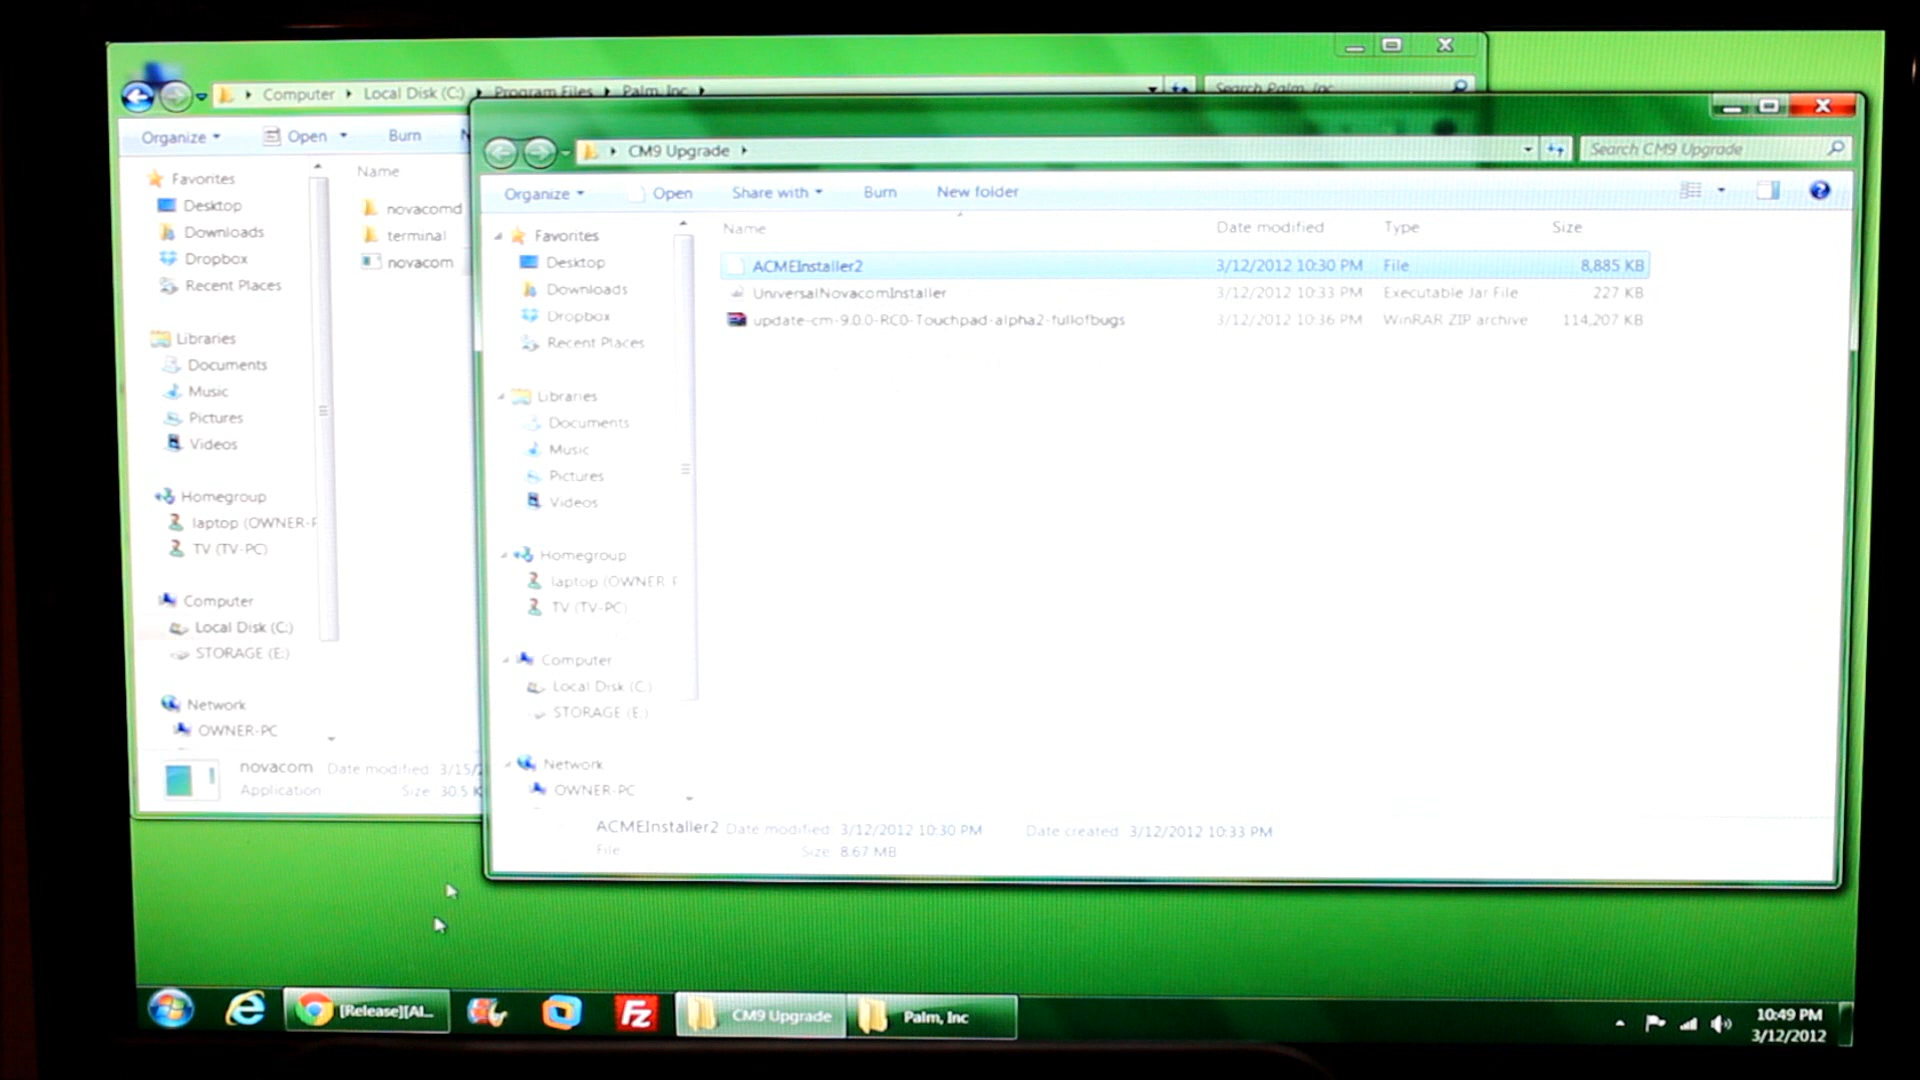 Computer Local Disk (C:) Program Files Palm, Inc
Search Palm, Inc
Organize Open Burn
Favorites
Desktop
Downloads
Dropbox
Recent Places
Libraries
Documents
Music
Pictures
Videos
Homegroup
laptop (OWNER-P
TV (TV-PC)
Computer
Local Disk (C:)
STORAGE (E:)
Network
OWNER-PC
Name
novacomd
terminal
novacom
novacom Date modified: 3/15/2
Application Size: 30.5 K
CM9 Upgrade
Search CM9 Upgrade
Organize Open Share with Burn New folder
Favorites
Desktop
Downloads
Dropbox
Recent Places
Libraries
Documents
Music
Pictures
Videos
Homegroup
laptop (OWNER-P
TV (TV-PC)
Computer
Local Disk (C:)
STORAGE (E:)
Network
OWNER-PC
Name Date modified Type Size
ACMEInstaller2 3/12/2012 10:30 PM File 8,885 KB
UniversalNovacomInstaller 3/12/2012 10:33 PM Executable Jar File 227 KB
update-cm-9.0.0-RC0-Touchpad-alpha2-fullofbugs 3/12/2012 10:36 PM WinRAR ZIP archive 114,207 KB
ACMEInstaller2 Date modified: 3/12/2012 10:30 PM Date created: 3/12/2012 10:33 PM
File Size: 8.67 MB
[Release][Al... CM9 Upgrade Palm, Inc
10:49 PM
3/12/2012